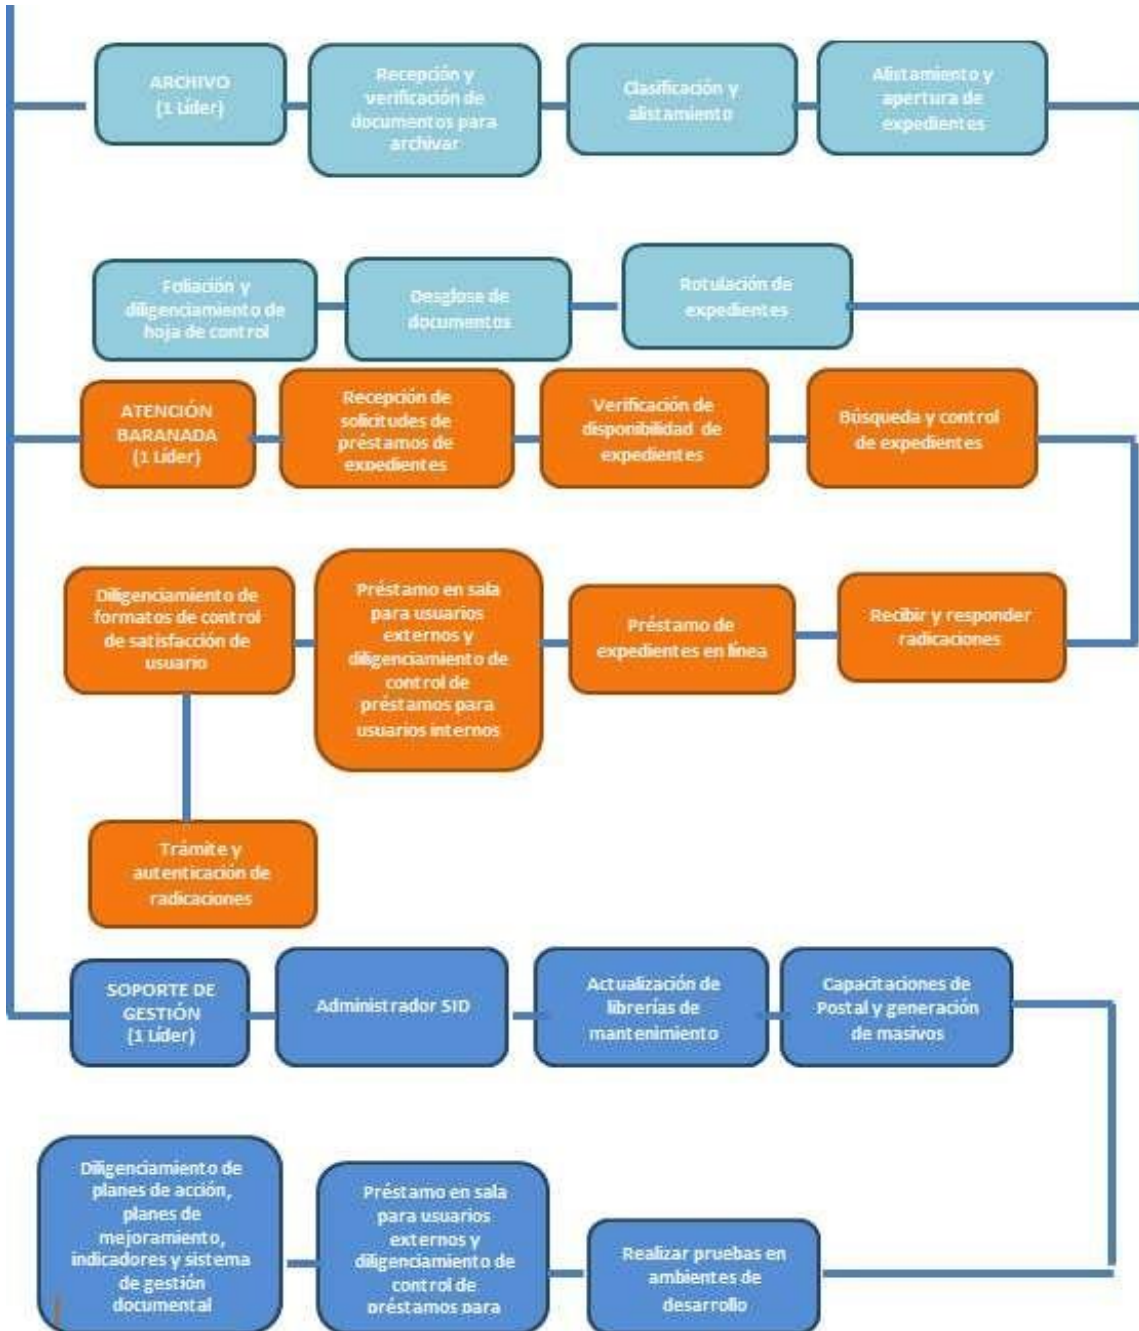 ARCHIVO
(1 Líder)
Recepción y
verificación de
documentos para
archivar
Clasificación y
alistamiento
Alistamiento y
apertura de
expedientes
Foliación y
diligenciamiento de
hoja de control
Desglose de
documentos
Rotulación de
expedientes
ATENCIÓN
BARANADA
(1 Líder)
Recepción de
solicitudes de
préstamos de
expedientes
Verificación de
disponibilidad de
expedientes
Búsqueda y control
de expedientes
Diligenciamiento de
formatos de control
de satisfacción de
usuario
Préstamo en sala
para usuarios
externos y
diligenciamiento de
control de
préstamos para
usuarios internos
Préstamo de
expedientes en línea
Recibir y responder
radicaciones
Trámite y
autenticación de
radicaciones
SOPORTE DE
GESTIÓN
(1 Líder)
Administrador SID
Actualización de
librerías de
mantenimiento
Capacitaciones de
Postal y generación
de masivos
Diligenciamiento de
planes de acción,
planes de
mejoramiento,
indicadores y sistema
de gestión
documental
Préstamo en sala
para usuarios
externos y
diligenciamiento de
control de
préstamos para
Realizar pruebas en
ambientes de
desarrollo